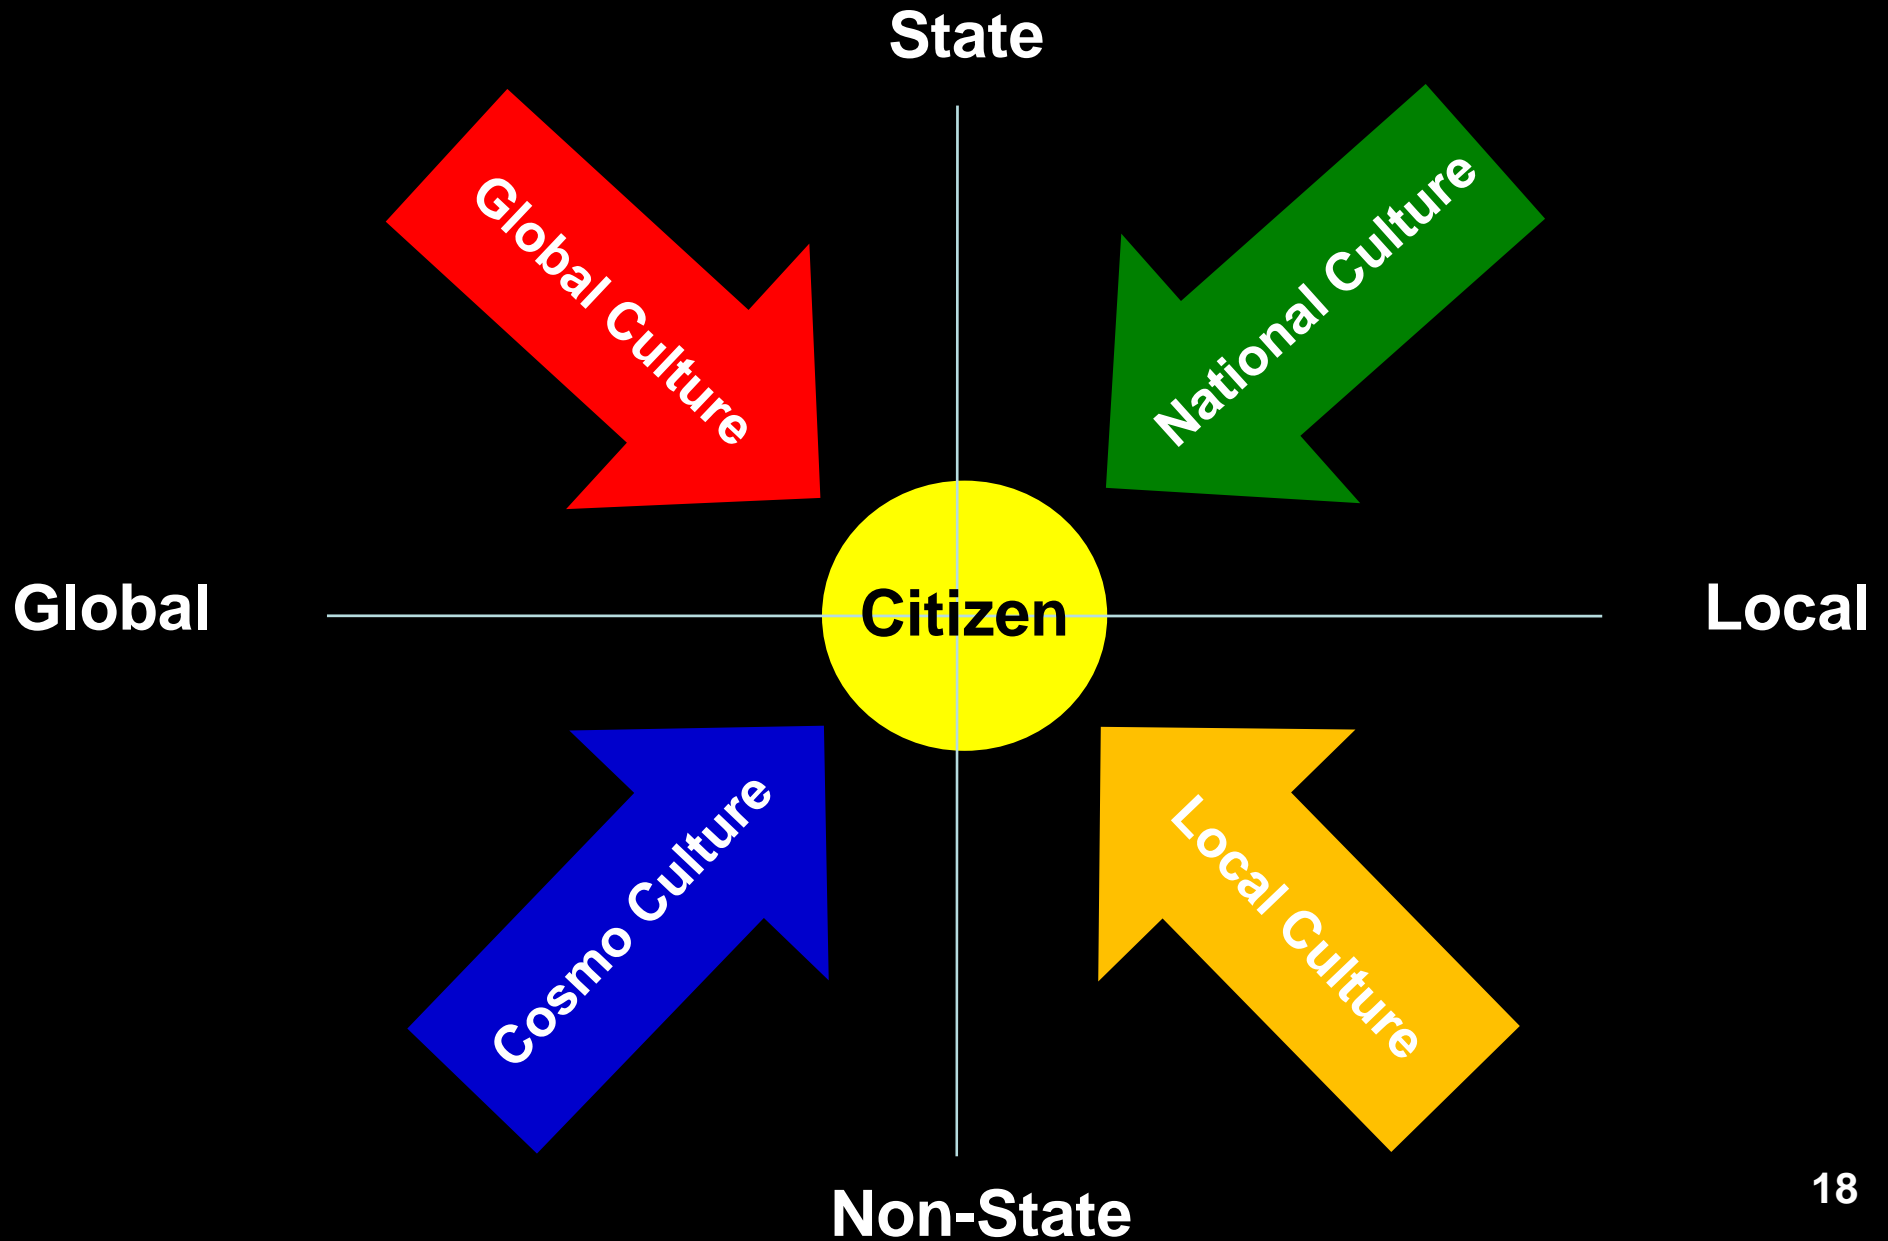 State
Global Culture
National Culture
Global
Citizen
Local
Cosmo Culture
Local Culture
Non-State
18